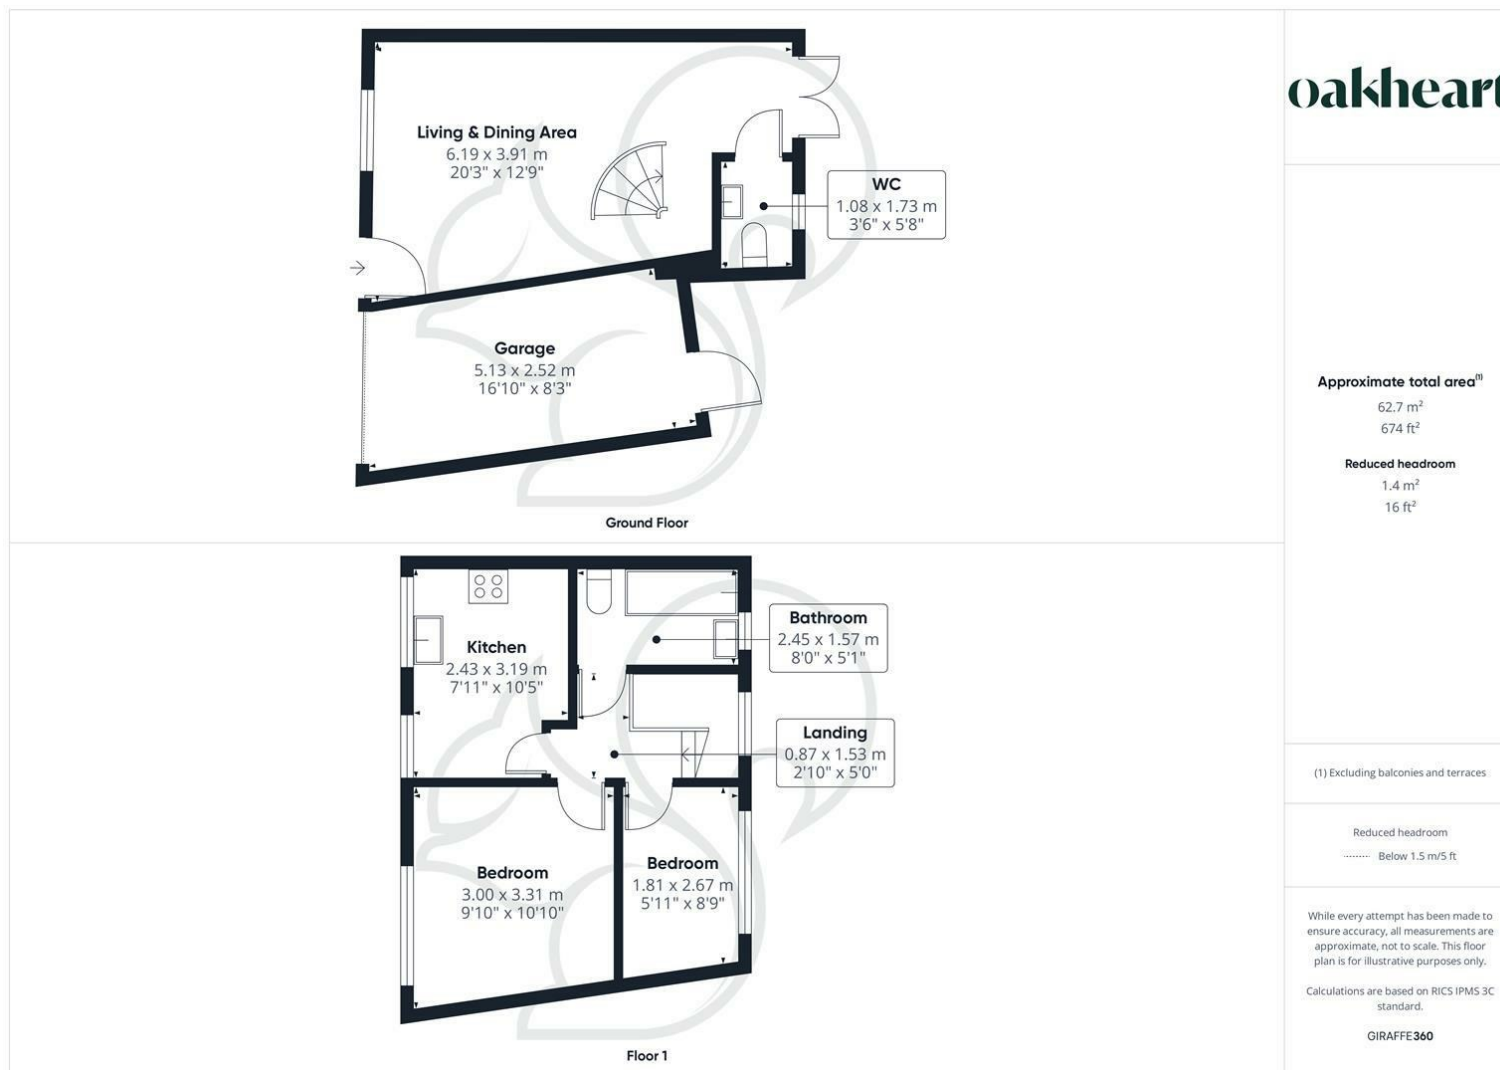 Living & Dining Area
6.19 x 3.91 m
20'3" x 12'9"
WC
1.08 x 1.73 m
3'6" x 5'8"
Garage
5.13 x 2.52 m
16'10" x 8'3"
Ground Floor
Kitchen
2.43 x 3.19 m
7'11" x 10'5"
Bathroom
2.45 x 1.57 m
8'0" x 5'1"
Landing
0.87 x 1.53 m
2'10" x 5'0"
Bedroom
3.00 x 3.31 m
9'10" x 10'10"
Bedroom
1.81 x 2.67 m
5'11" x 8'9"
Floor 1
oakheart
Approximate total area(1)
62.7 m²
674 ft²
Reduced headroom
1.4 m²
16 ft²
(1) Excluding balconies and terraces
Reduced headroom
Below 1.5 m/5 ft
While every attempt has been made to
ensure accuracy, all measurements are
approximate, not to scale. This floor
plan is for illustrative purposes only.
Calculations are based on RICS IPMS 3C
standard.
GIRAFFE360